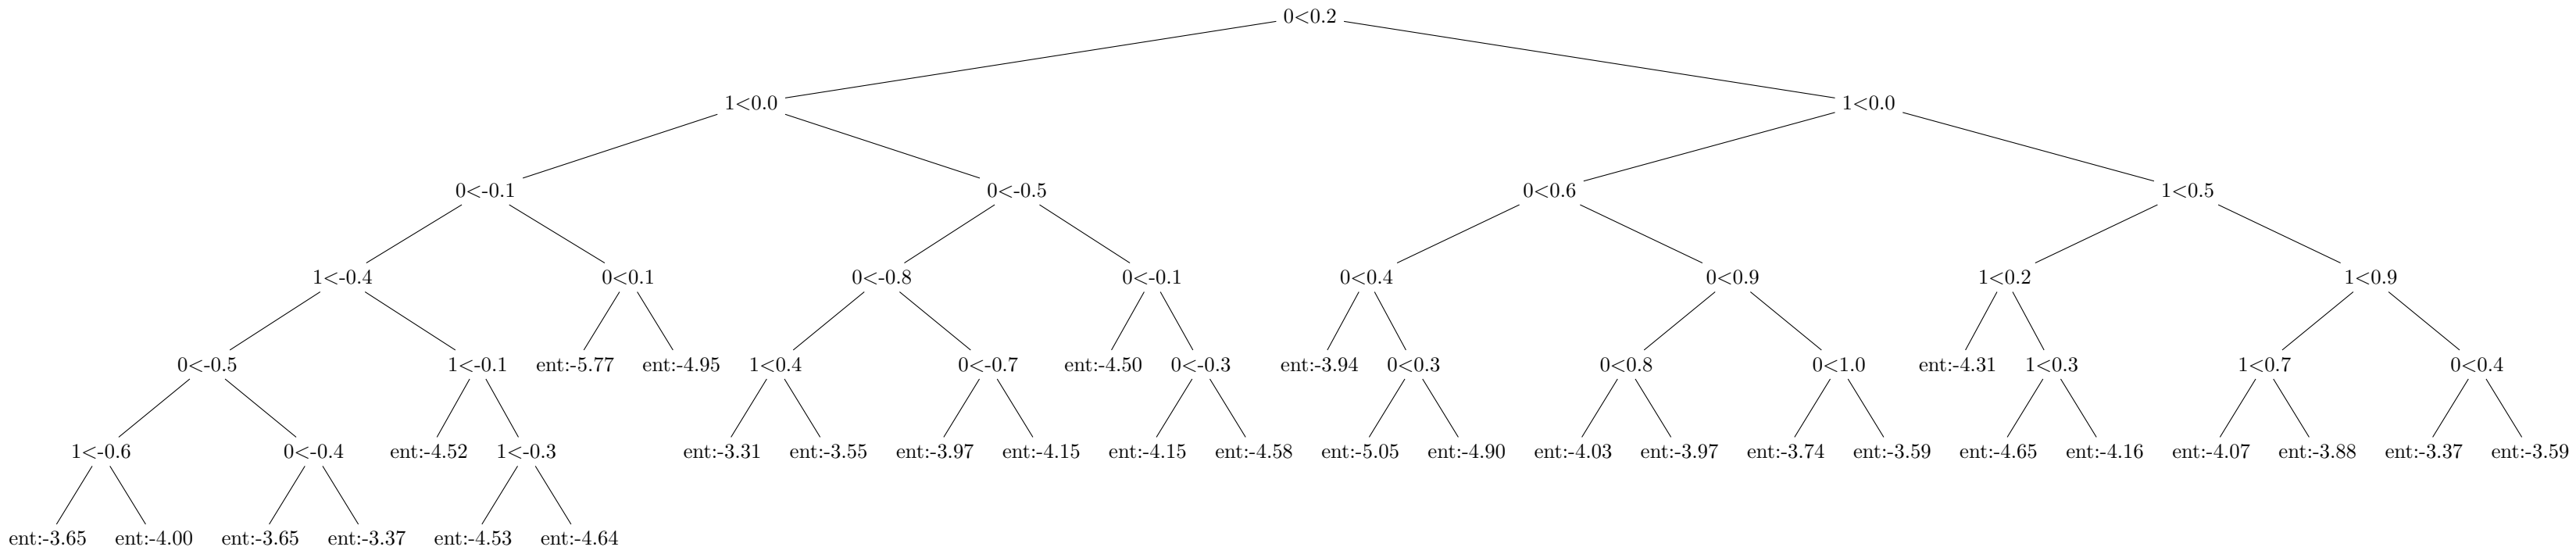 0<0.2
1<0.0 1<0.0
0<-0.1 0<-0.5 0<0.6 1<0.5
1<-0.4 0<0.1 0<-0.8 0<-0.1 0<0.4 0<0.9 1<0.2 1<0.9
0<-0.5 1<-0.1 ent:-5.77 ent:-4.95 1<0.4 0<-0.7 ent:-4.50 0<-0.3 ent:-3.94 0<0.3 0<0.8 0<1.0 ent:-4.31 1<0.3 1<0.7 0<0.4
1<-0.6 0<-0.4 ent:-4.52 1<-0.3 ent:-3.31 ent:-3.55 ent:-3.97 ent:-4.15 ent:-4.15 ent:-4.58 ent:-5.05 ent:-4.90 ent:-4.03 ent:-3.97 ent:-3.74 ent:-3.59 ent:-4.65 ent:-4.16 ent:-4.07 ent:-3.88 ent:-3.37 ent:-3.59
ent:-3.65 ent:-4.00 ent:-3.65 ent:-3.37 ent:-4.53 ent:-4.64